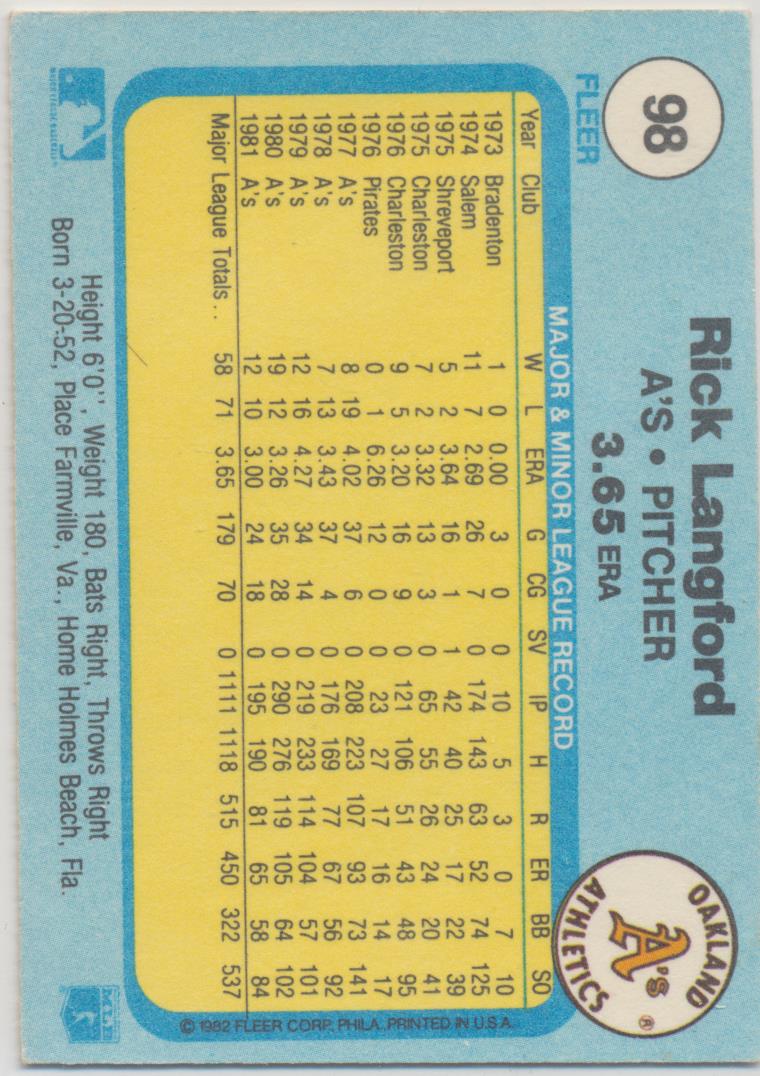 98
FLEER
Rick Langford
A'S • PITCHER
3.65 ERA
OAKLAND
A's ®
ATHLETICS
MAJOR & MINOR LEAGUE RECORD
Year Club W L ERA G CG SV IP H R ER BB SO
1973 Bradenton 1 0 0.00 3 0 0 10 5 3 0 7 10
1974 Salem 11 7 2.69 26 7 0 174 143 63 52 74 125
1975 Shreveport 5 2 3.64 16 1 1 42 40 25 17 22 39
1975 Charleston 7 2 3.32 13 3 0 65 55 26 24 20 41
1976 Charleston 9 5 3.20 16 9 0 121 106 51 43 48 95
1976 Pirates 0 1 6.26 12 0 0 23 27 17 16 14 17
1977 A's 8 19 4.02 37 6 0 208 223 107 93 73 141
1978 A's 7 13 3.43 37 4 0 176 169 77 67 56 92
1979 A's 12 16 4.27 34 14 0 219 233 114 104 57 101
1980 A's 19 12 3.26 35 28 0 290 276 119 105 64 102
1981 A's 12 10 3.00 24 18 0 195 190 81 65 58 84
Major League Totals . . 58 71 3.65 179 70 0 1111 1118 515 450 322 537
© 1982 FLEER CORP. PHILA. PRINTED IN U.S.A.
Height 6'0'', Weight 180, Bats Right, Throws Right
Born 3-20-52, Place Farmville, Va., Home Holmes Beach, Fla.
MAJOR LEAGUE BASEBALL ®